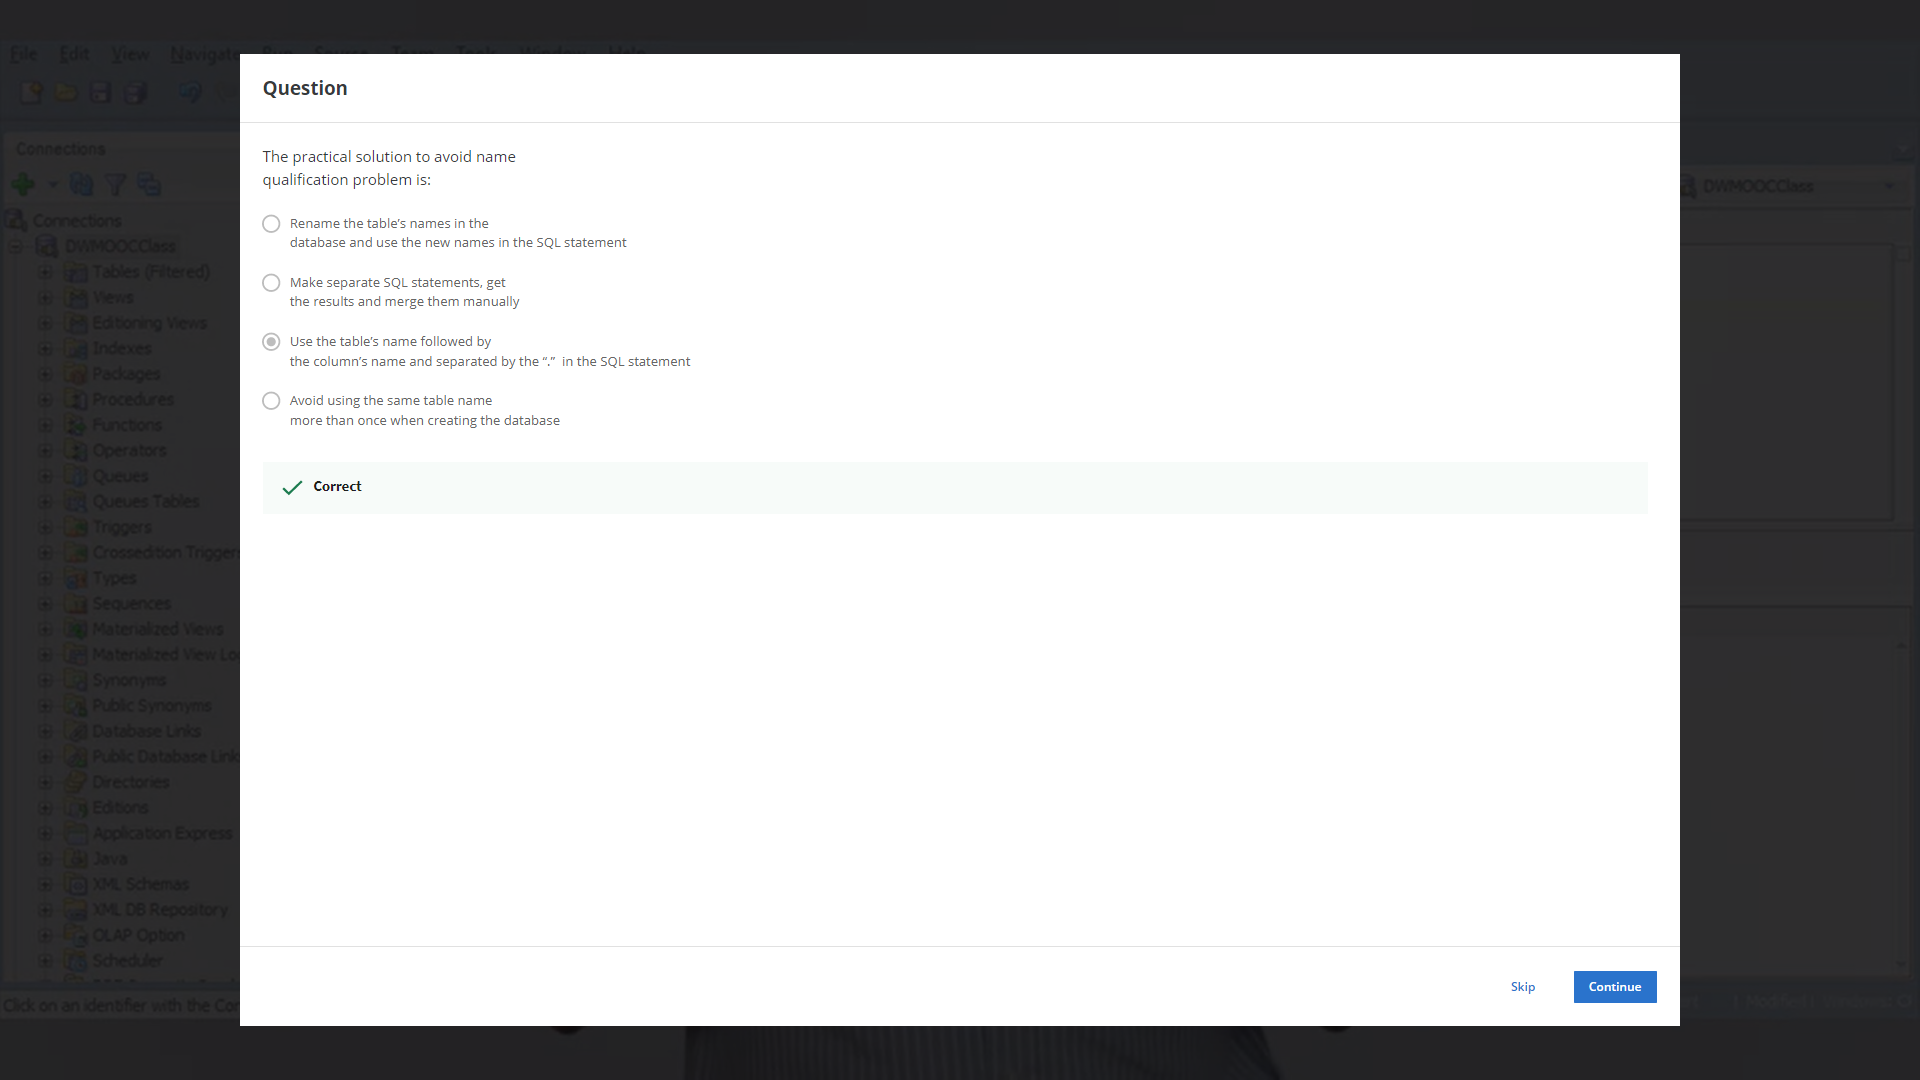 File Edit View Navigate Run Source Team Tools Window Help
Question
Connections
The practical solution to avoid name
qualification problem is:
Connections
DWMOOCClass
DWMOOCClass
Tables (Filtered)
Views
Editioning Views
Indexes
Packages
Procedures
Functions
Operators
Queues
Queues Tables
Triggers
Crossedition Triggers
Types
Sequences
Materialized Views
Materialized View Lo
Synonyms
Public Synonyms
Database Links
Public Database Link
Directories
Editions
Application Express
Java
XML Schemas
XML DB Repository
OLAP Option
Scheduler
Click on an identifier with the Co
Rename the table’s names in the
database and use the new names in the SQL statement
Make separate SQL statements, get
the results and merge them manually
Use the table’s name followed by
the column’s name and separated by the “.”  in the SQL statement
Avoid using the same table name
more than once when creating the database
Correct
Skip
Continue